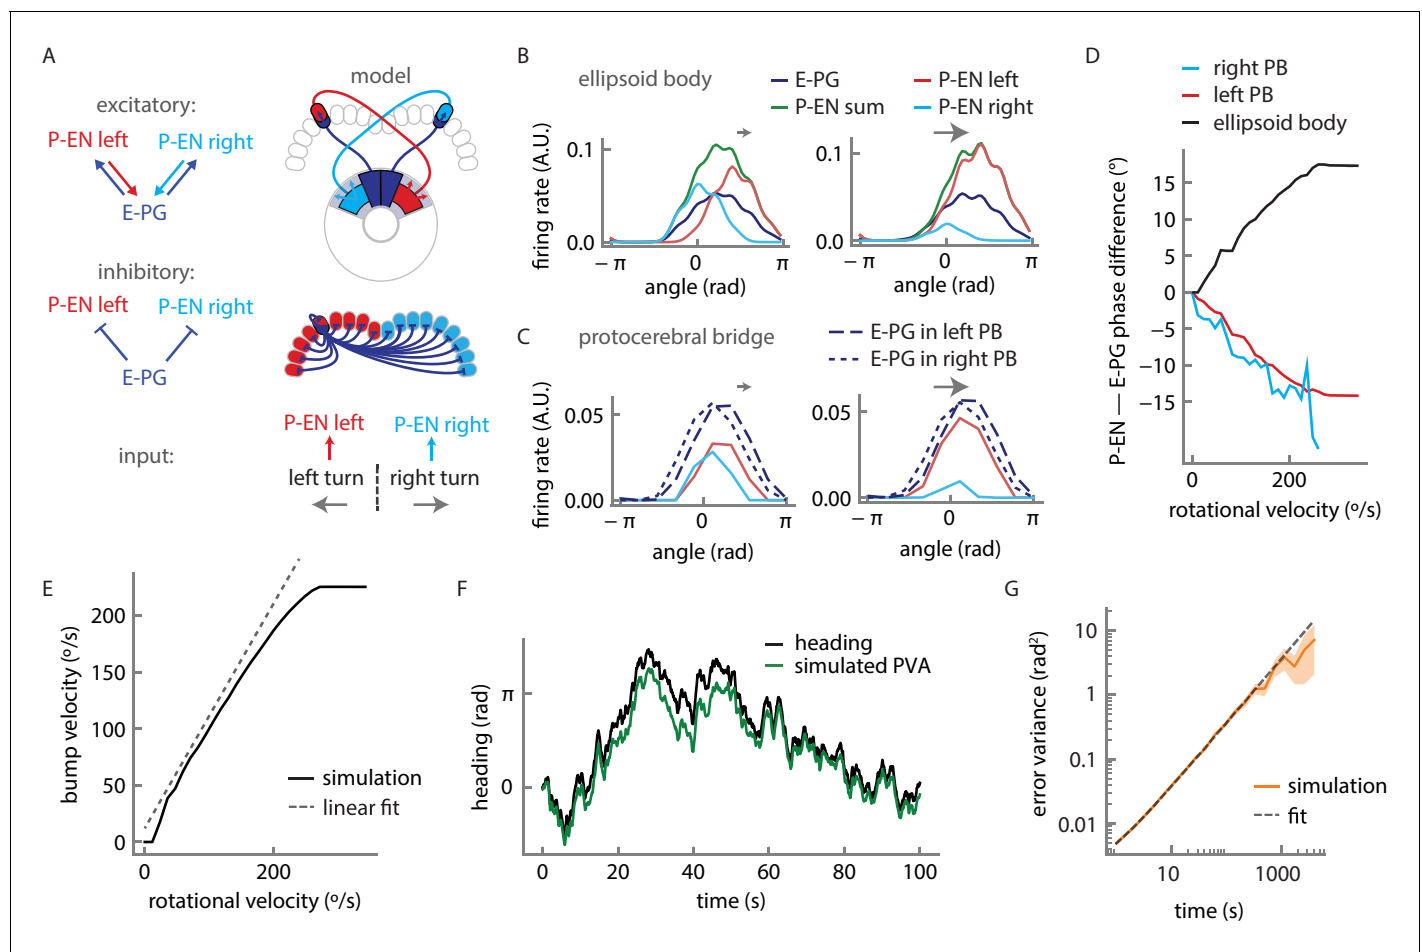 A
model
excitatory:
P-EN left
P-EN right
E-PG
inhibitory:
P-EN left
P-EN right
E-PG
P-EN left
P-EN right
input:
left turn
right turn
B
ellipsoid body
E-PG
P-EN left
P-EN sum
P-EN right
firing rate (A.U.)
0.1
0.0
− π
0
π
angle (rad)
0.1
0.0
− π
0
π
angle (rad)
C
protocerebral bridge
E-PG in left PB
E-PG in right PB
firing rate (A.U.)
0.05
0.00
− π
0
π
angle (rad)
0.05
0.00
− π
0
π
angle (rad)
D
right PB
left PB
ellipsoid body
P-EN — E-PG phase difference (°)
15
10
5
0
−5
−10
−15
0
200
rotational velocity (º/s)
E
bump velocity (º/s)
200
150
100
50
0
simulation
linear fit
0
200
rotational velocity (º/s)
F
heading
simulated PVA
heading (rad)
π
0
0
20
40
60
80
100
time (s)
G
error variance (rad²)
10
1
0.1
0.01
simulation
fit
10
1000
time (s)